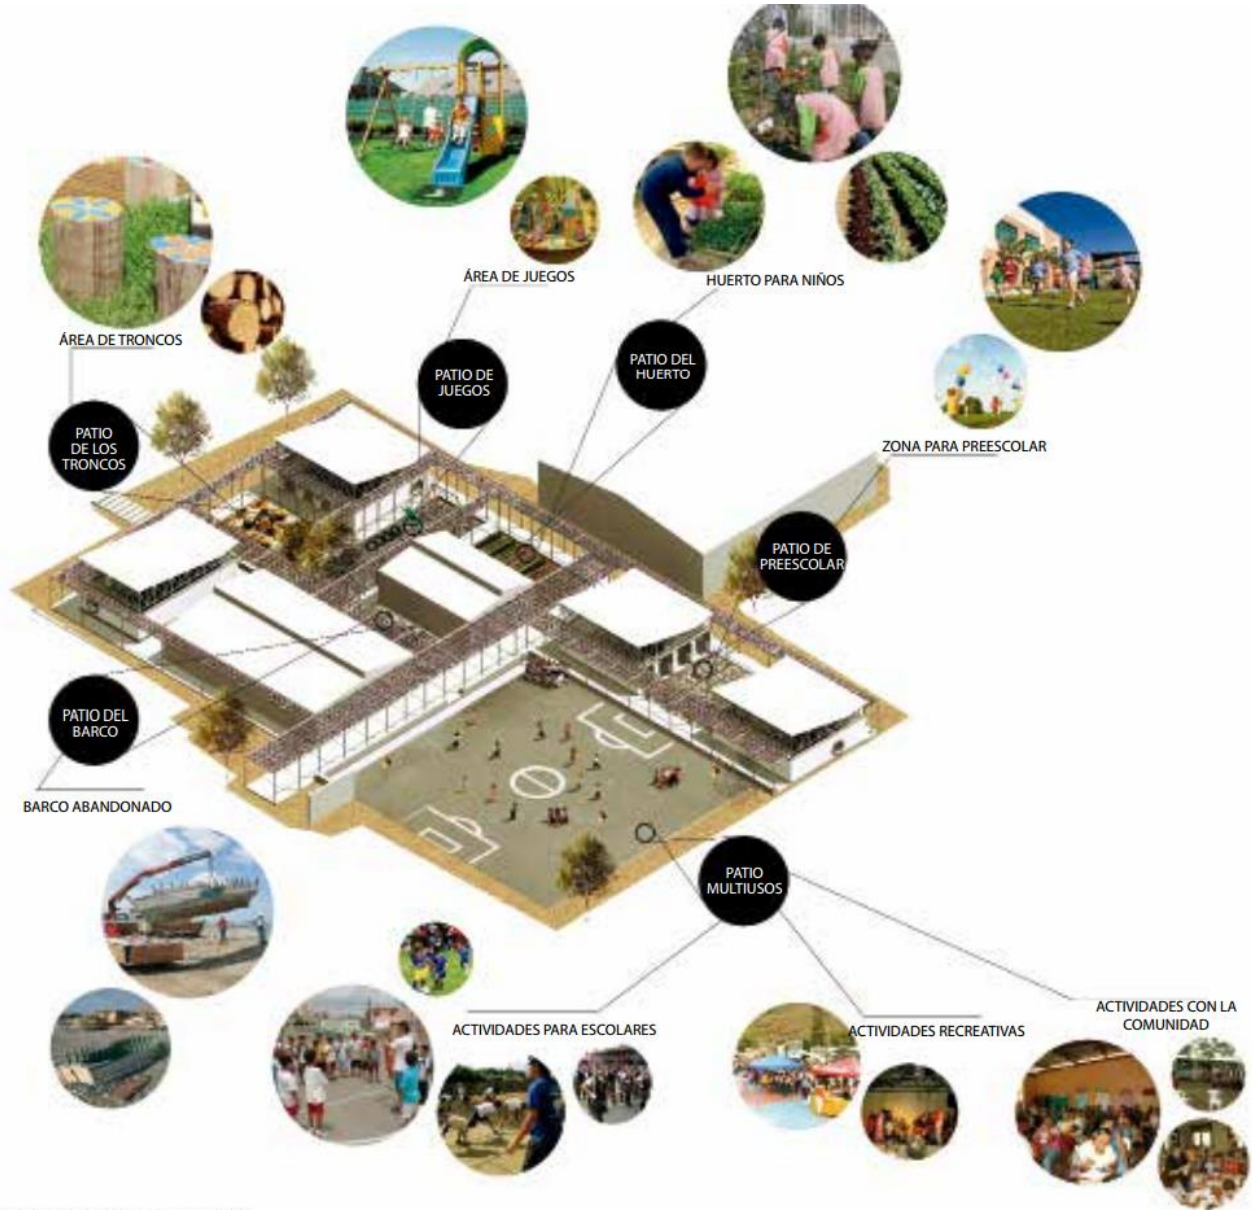 ÁREA DE JUEGOS
HUERTO PARA NIÑOS
ÁREA DE TRONCOS
PATIO DE
JUEGOS
PATIO DEL
HUERTO
PATIO
DE LOS
TRONCOS
ZONA PARA PREESCOLAR
PATIO DE
PREESCOLAR
PATIO DEL
BARCO
BARCO ABANDONADO
PATIO
MULTIUSOS
ACTIVIDADES PARA ESCOLARES
ACTIVIDADES RECREATIVAS
ACTIVIDADES CON LA
COMUNIDAD